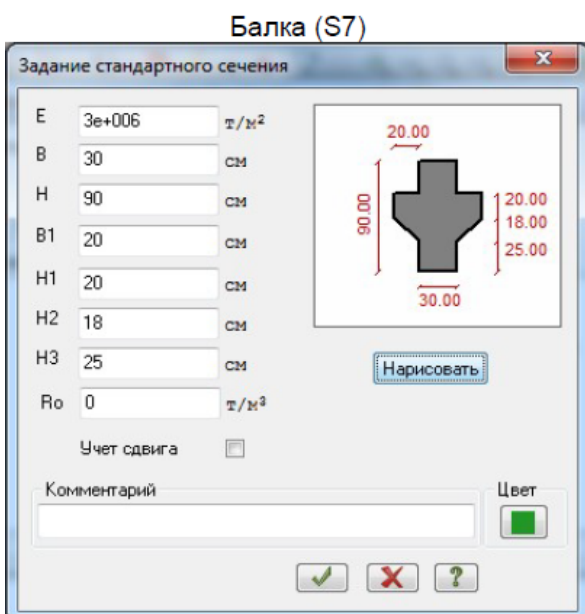 Балка (S7)
Задание стандартного сечения
E 3e+006 т/м²
B 30 см
H 90 см
B1 20 см
H1 20 см
H2 18 см
H3 25 см
Ro 0 т/м³
Учет сдвига
20.00
90.00
20.00
18.00
25.00
30.00
Нарисовать
Комментарий
Цвет
?